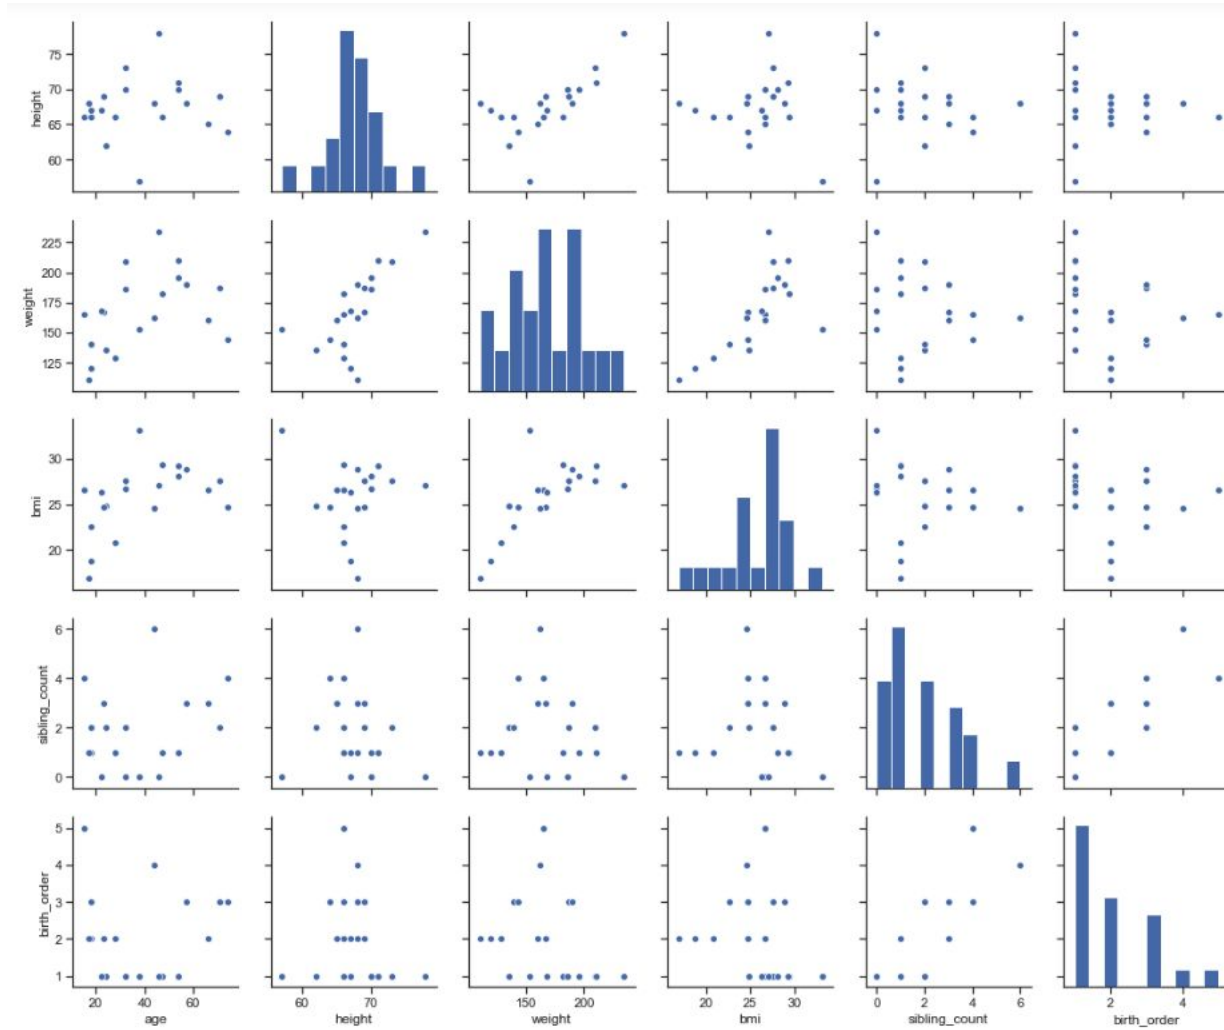 height
75
70
65
60
weight
225
200
175
150
125
bmi
30
25
20
sibling_count
6
4
2
0
birth_order
5
4
3
2
1
20 40 60
60 70
150 200
20 25 30
0 2 4 6
2 4
age height weight bmi sibling_count birth_order